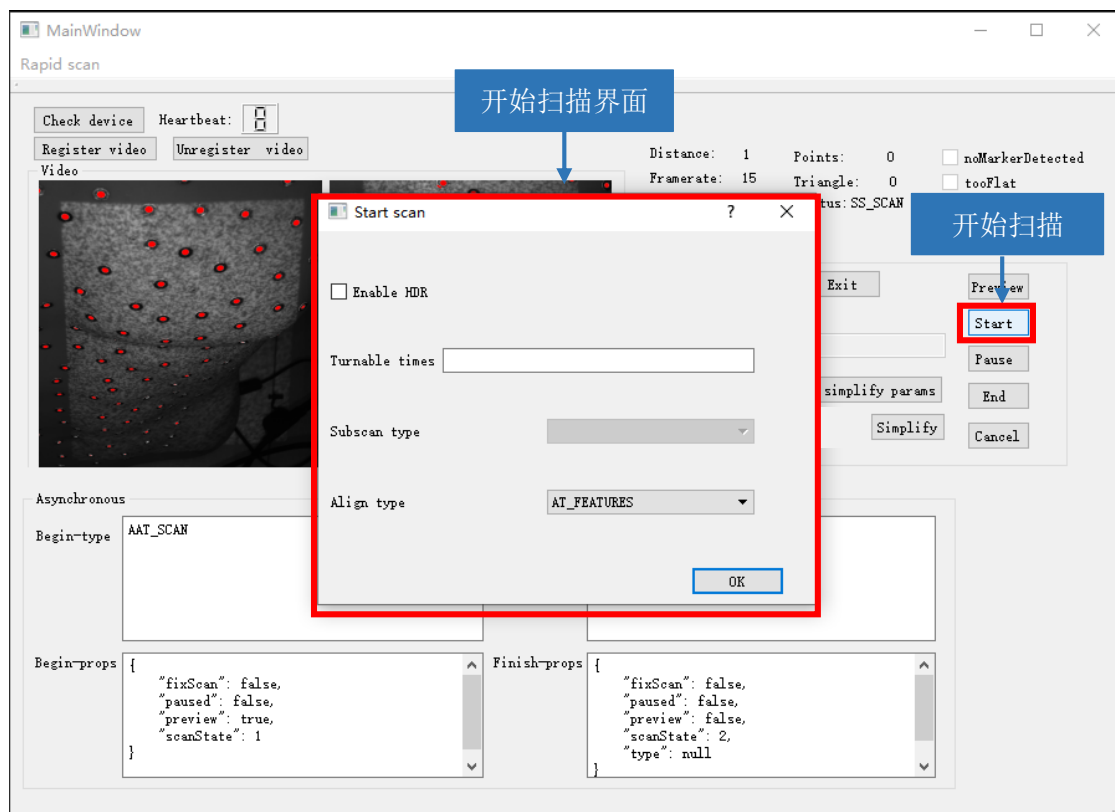 MainWindow
Rapid scan
开始扫描界面
Check device
Heartbeat:
Register video
Unregister video
Video
Distance: 1
Points: 0
noMarkerDetected
Framerate: 15
Triangle: 0
tooFlat
tus: SS_SCAN
开始扫描
Start scan
?
Enable HDR
Turnable times
Subscan type
Align type
AT_FEATURES
OK
Exit
Preview
Start
Pause
simplify params
End
Simplify
Cancel
Asynchronous
Begin-type
AAT_SCAN
Begin-props
{
"fixScan": false,
"paused": false,
"preview": true,
"scanState": 1
}
Finish-props
{
"fixScan": false,
"paused": false,
"preview": false,
"scanState": 2,
"type": null
}